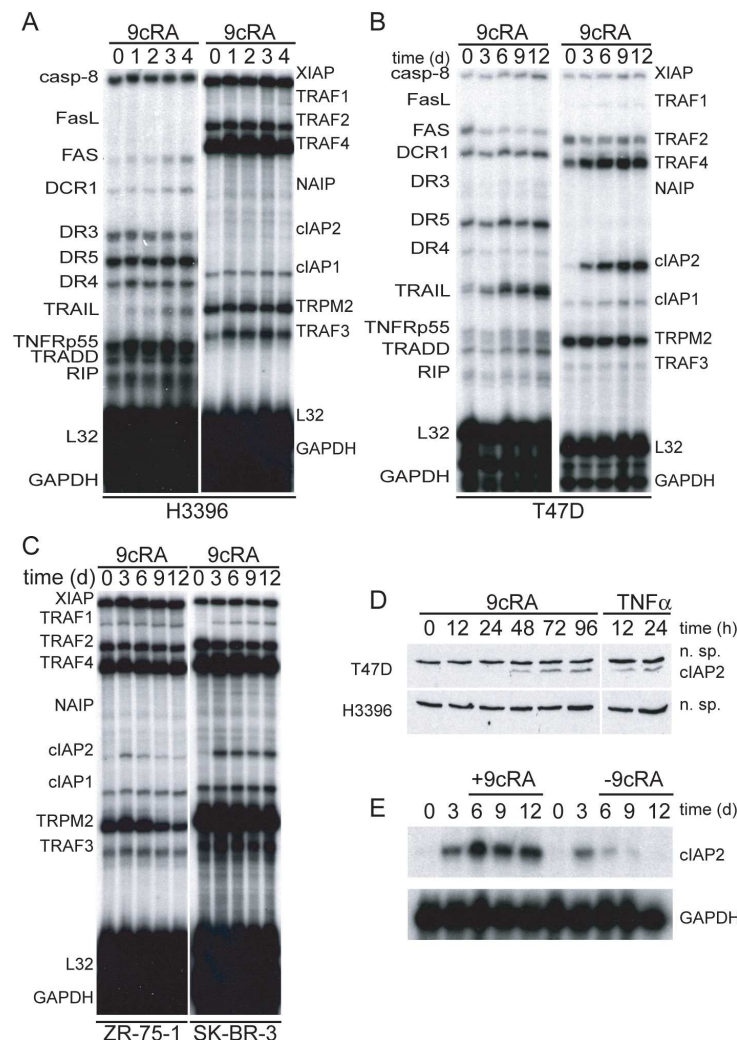 A
9cRA
9cRA
0 1 2 3 4
0 1 2 3 4
casp-8
FasL
FAS
DCR1
DR3
DR5
DR4
TRAIL
TNFRp55
TRADD
RIP
L32
GAPDH
XIAP
TRAF1
TRAF2
TRAF4
NAIP
cIAP2
cIAP1
TRPM2
TRAF3
L32
GAPDH
H3396
B
9cRA
9cRA
time (d) 0 3 6 9 12
0 3 6 9 12
casp-8
FasL
FAS
DCR1
DR3
DR5
DR4
TRAIL
TNFRp55
TRADD
RIP
L32
GAPDH
XIAP
TRAF1
TRAF2
TRAF4
NAIP
cIAP2
cIAP1
TRPM2
TRAF3
L32
GAPDH
T47D
C
9cRA
9cRA
time (d) 0 3 6 9 12
0 3 6 9 12
XIAP
TRAF1
TRAF2
TRAF4
NAIP
cIAP2
cIAP1
TRPM2
TRAF3
L32
GAPDH
ZR-75-1
SK-BR-3
D
9cRA
TNFα
0 12 24 48 72 96
12 24
time (h)
T47D
n. sp.
cIAP2
H3396
n. sp.
E
+9cRA
-9cRA
0 3 6 9 12
0 3 6 9 12
time (d)
cIAP2
GAPDH